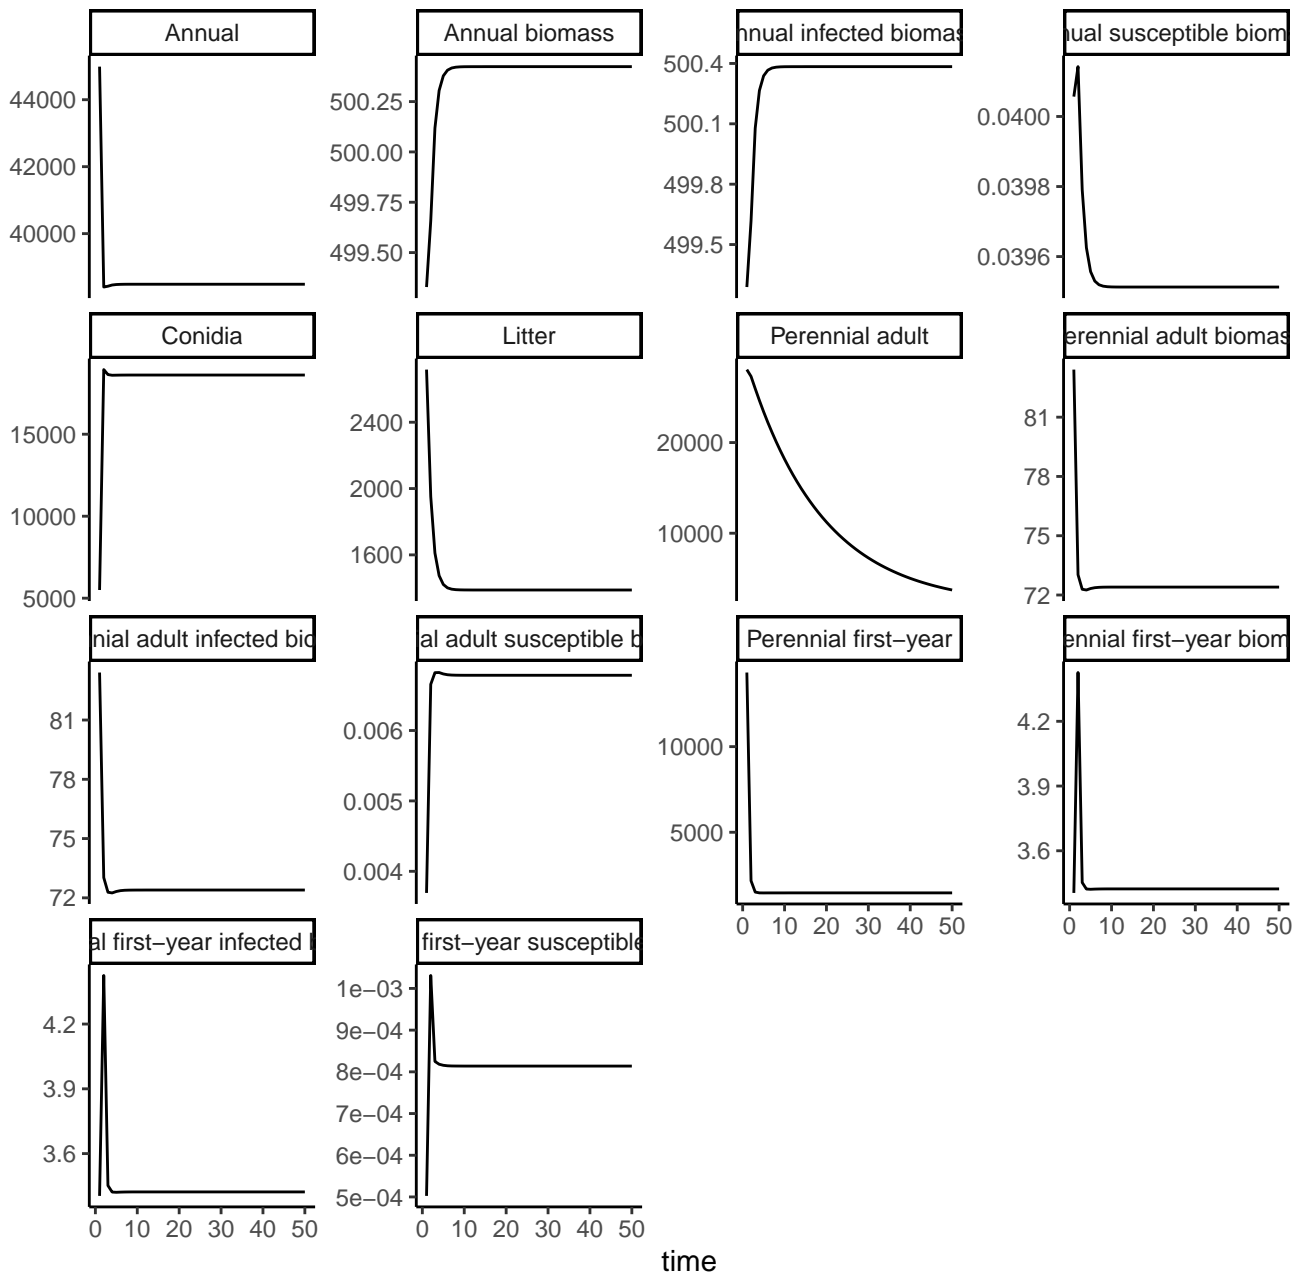 Annual
44000
42000
40000
Annual biomass
500.25
500.00
499.75
499.50
nnual infected biomas
500.4
500.1
499.8
499.5
nual susceptible biom
0.0400
0.0398
0.0396
Conidia
15000
10000
5000
Litter
2400
2000
1600
Perennial adult
20000
10000
erennial adult biomas
81
78
75
72
nial adult infected bio
81
78
75
72
al adult susceptible b
0.006
0.005
0.004
Perennial first−year
10000
5000
0 10 20 30 40 50
ennial first−year biom
4.2
3.9
3.6
0 10 20 30 40 50
al first−year infected b
4.2
3.9
3.6
0 10 20 30 40 50
first−year susceptible
1e−03
9e−04
8e−04
7e−04
6e−04
5e−04
0 10 20 30 40 50
time